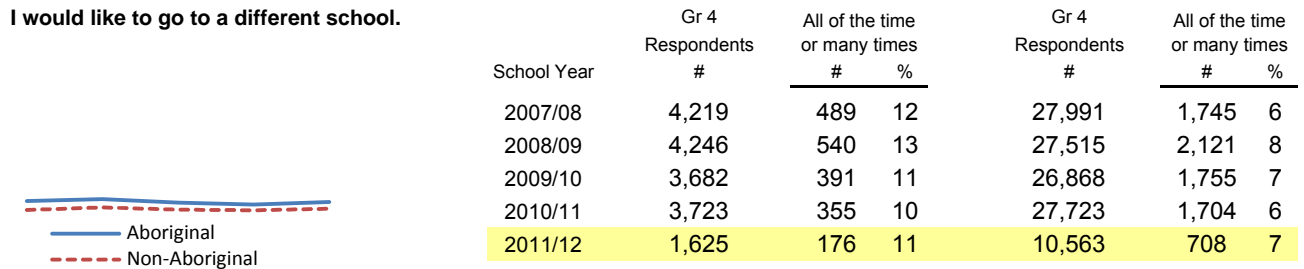 I would like to go to a different school.
Gr 4 All of the time Gr 4 All of the time
Respondents or many times Respondents or many times
School Year # # % # # %
2007/08 4,219 489 12 27,991 1,745 6
2008/09 4,246 540 13 27,515 2,121 8
2009/10 3,682 391 11 26,868 1,755 7
2010/11 3,723 355 10 27,723 1,704 6
2011/12 1,625 176 11 10,563 708 7
Aboriginal
Non-Aboriginal